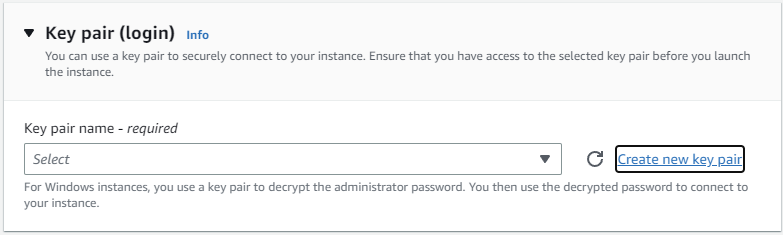 Key pair (login) Info
You can use a key pair to securely connect to your instance. Ensure that you have access to the selected key pair before you launch
the instance.
Key pair name - required
Select
Create new key pair
For Windows instances, you use a key pair to decrypt the administrator password. You then use the decrypted password to connect to
your instance.